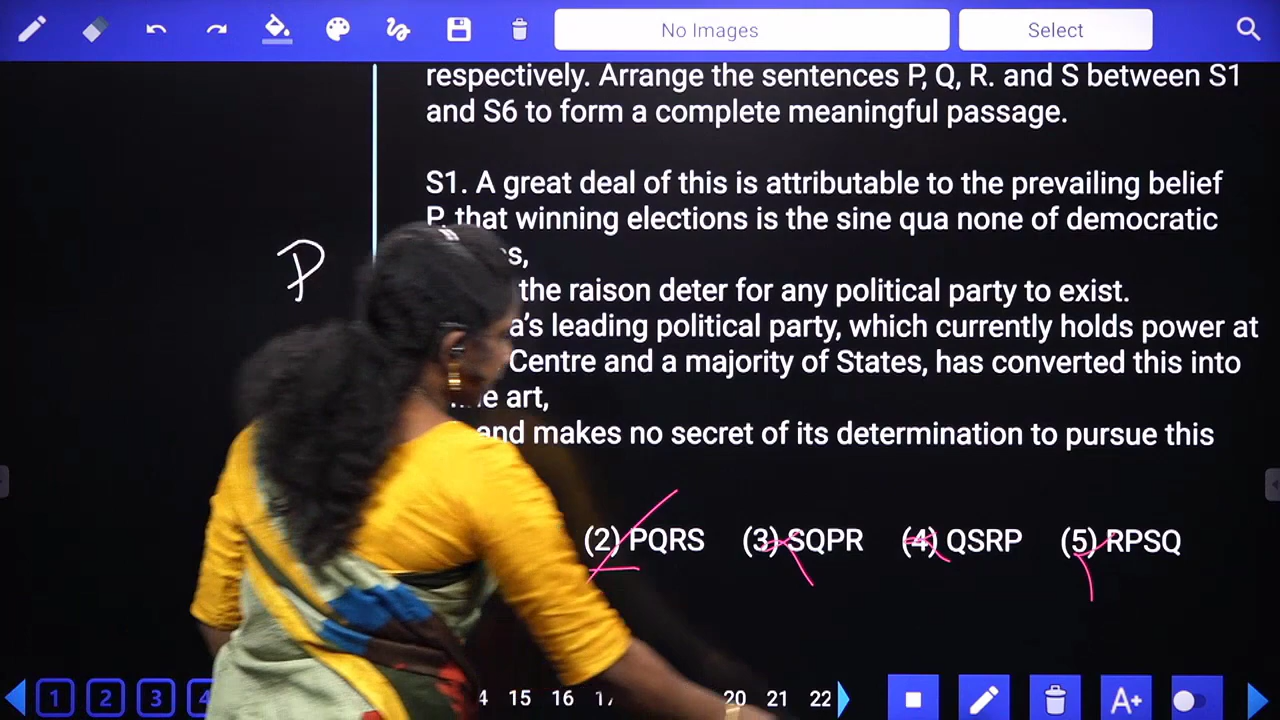 No Images
Select
respectively. Arrange the sentences P, Q, R. and S between S1
and S6 to form a complete meaningful passage.
S1. A great deal of this is attributable to the prevailing belief
P. that winning elections is the sine qua none of democratic
s,
P
the raison deter for any political party to exist.
a's leading political party, which currently holds power at
Centre and a majority of States, has converted this into
art,
and makes no secret of its determination to pursue this
(2) PQRS (3) SQPR (4) QSRP (5) RPSQ
1 2 3 4 4 15 16 20 21 22 A+